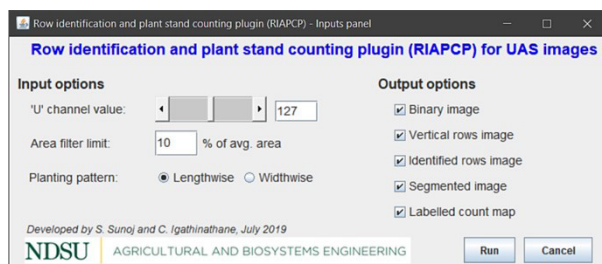 Row identification and plant stand counting plugin (RIAPCP) - Inputs panel
Row identification and plant stand counting plugin (RIAPCP) for UAS images
Input options
'U' channel value: 127
Area filter limit: 10 % of avg. area
Planting pattern: Lengthwise Widthwise
Output options
Binary image
Vertical rows image
Identified rows image
Segmented image
Labelled count map
Developed by S. Sunoj and C. Igathinathane, July 2019
NDSU AGRICULTURAL AND BIOSYSTEMS ENGINEERING
Run Cancel